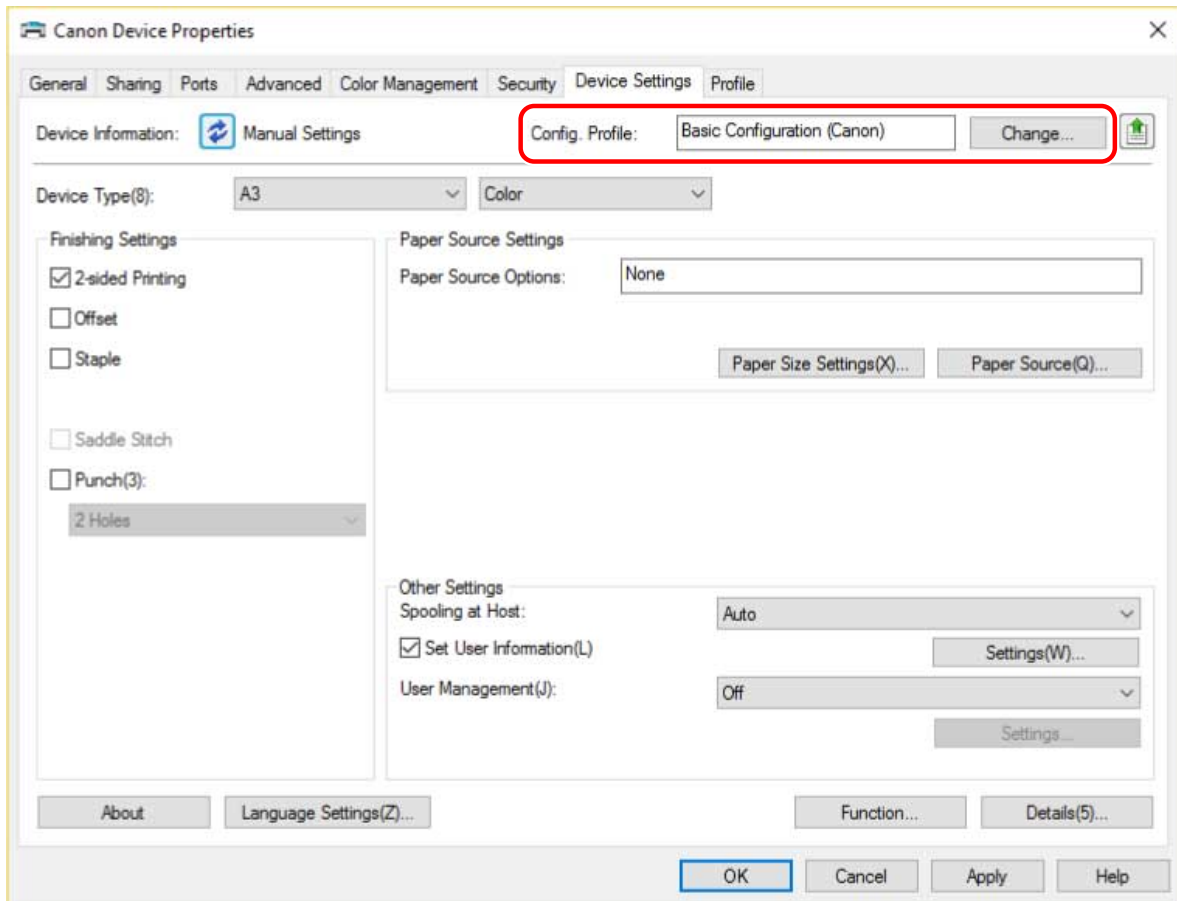 Canon Device Properties
General Sharing Ports Advanced Color Management Security Device Settings Profile
Device Information: Manual Settings Config. Profile: Basic Configuration (Canon) Change...
Device Type(8): A3 Color
Finishing Settings
2-sided Printing
Offset
Staple
Saddle Stitch
Punch(3):
2 Holes
Paper Source Settings
Paper Source Options: None
Paper Size Settings(X)... Paper Source(Q)...
Other Settings
Spooling at Host: Auto
Set User Information(L) Settings(W)...
User Management(J): Off
Settings...
About Language Settings(Z)... Function... Details(5)...
OK Cancel Apply Help